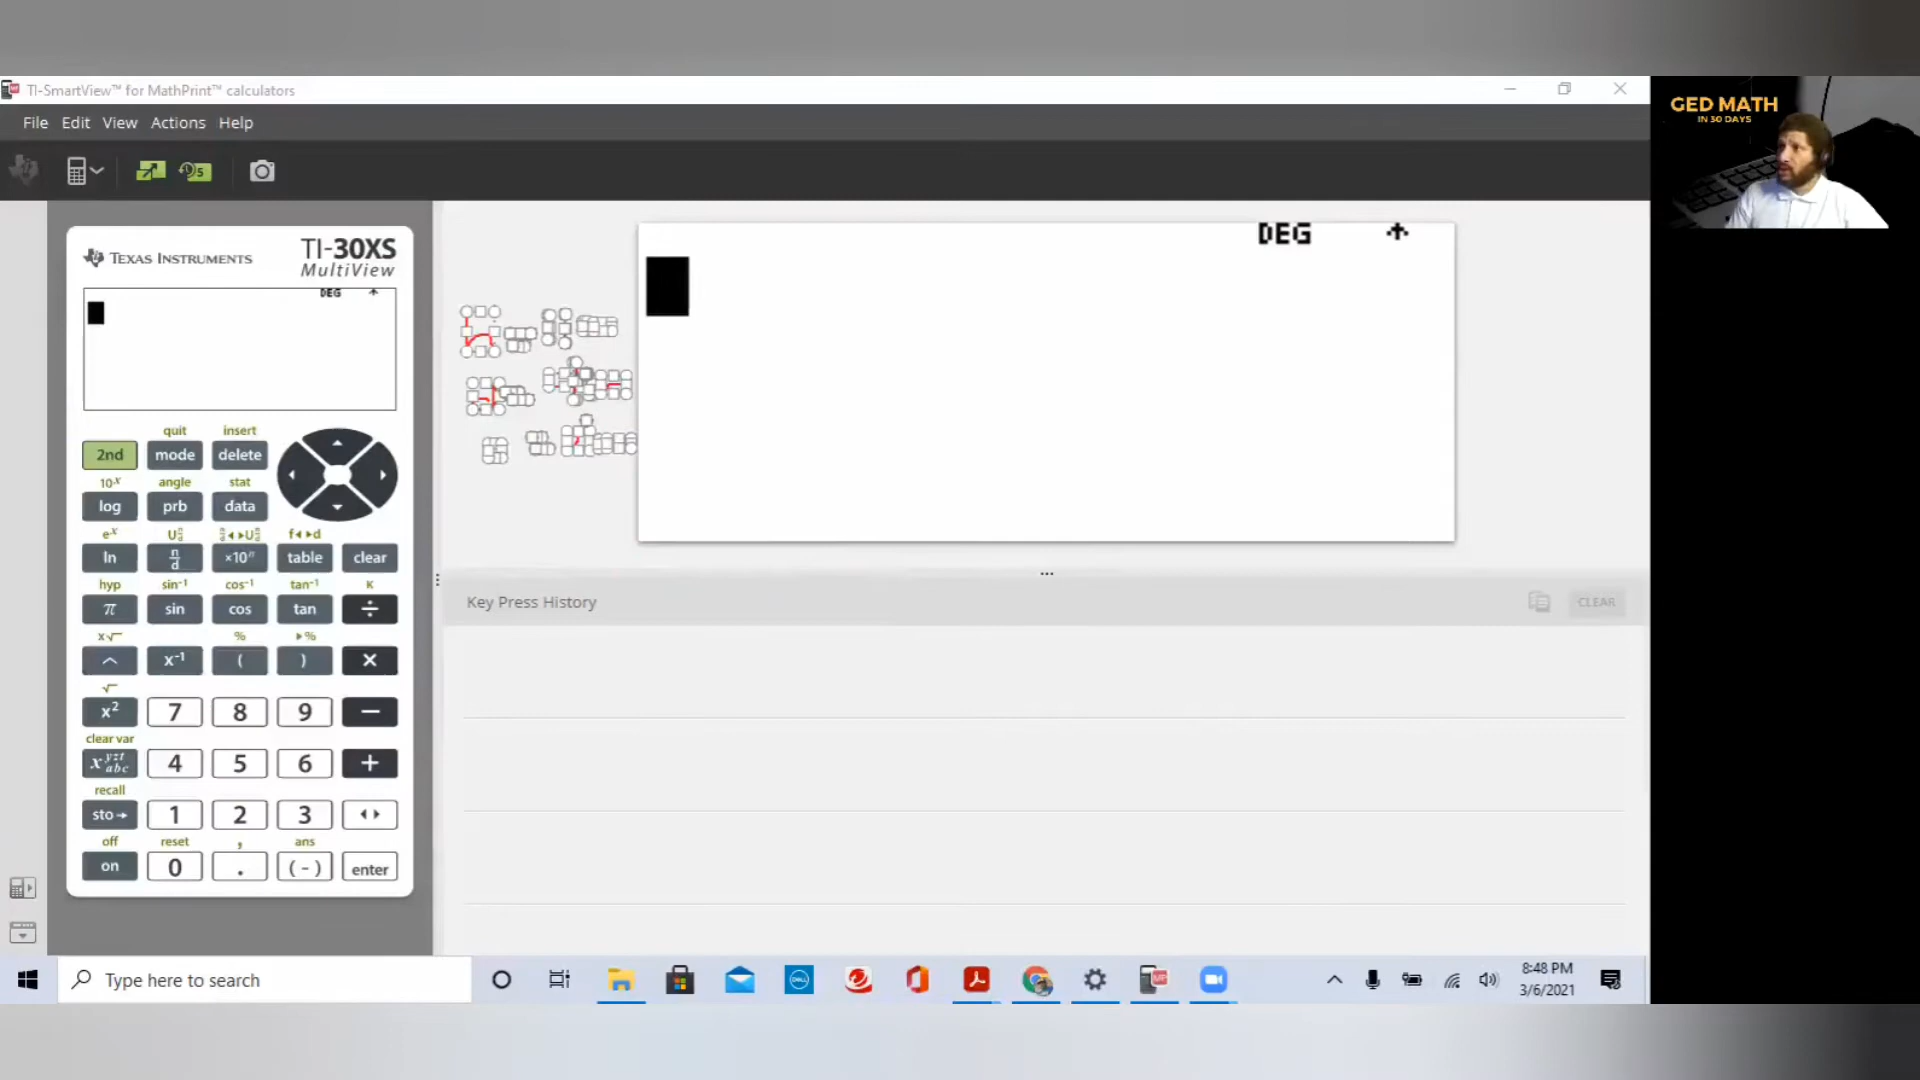 TI-SmartView™ for MathPrint™ calculators
File Edit View Actions Help
GED MATH
IN 30 DAYS
TEXAS INSTRUMENTS
TI-30XS
MultiView
DEG
DEG
quit insert
2nd mode delete
10ˣ angle stat
log prb data
eˣ f◄►d
ln n/d ×10ⁿ table clear
hyp sin⁻¹ cos⁻¹ tan⁻¹ K
π sin cos tan ÷
x√ % ►%
^ x⁻¹ ( ) ×
√
x² 7 8 9 −
clear var
x yzt abc 4 5 6 +
recall
sto→ 1 2 3 ◄►
off reset , ans
on 0 . (-) enter
Key Press History
CLEAR
Type here to search
8:48 PM
3/6/2021